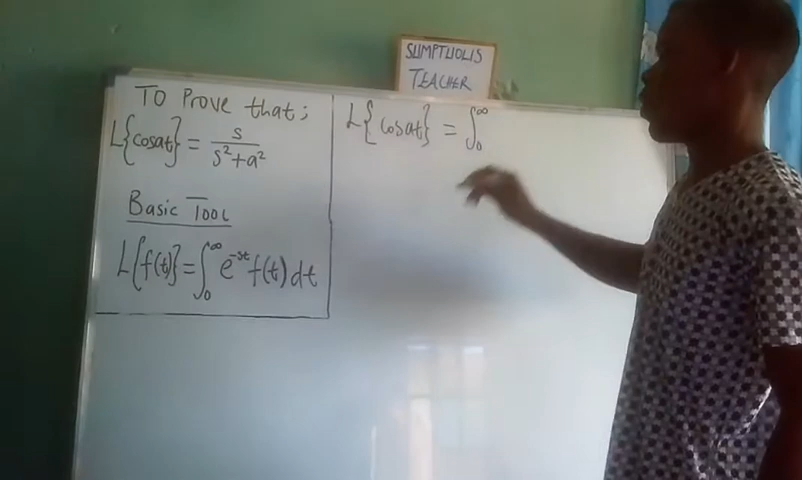 SUMPTUOUS
TEACHER
TO Prove that;
L{cosat} = s/(s²+a²)
Basic Tool
L{f(t)} = ∫₀^∞ e^-st f(t) dt
L{cosat} = ∫₀^∞